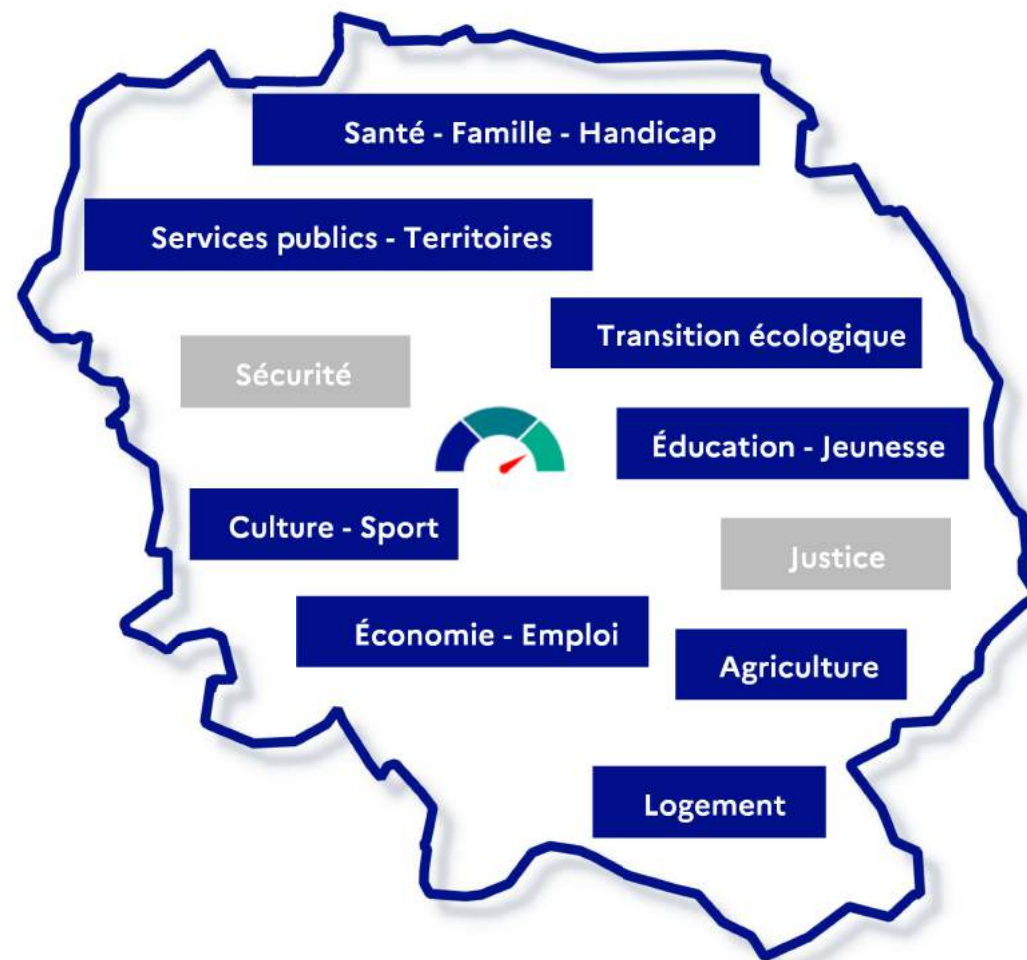 Santé - Famille - Handicap
Services publics - Territoires
Transition écologique
Sécurité
Éducation - Jeunesse
Culture - Sport
Justice
Économie - Emploi
Agriculture
Logement